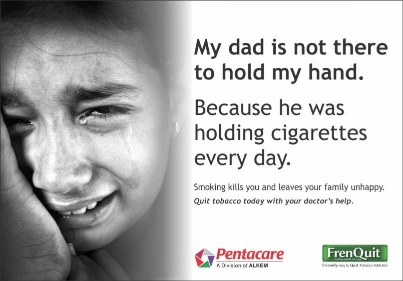 My dad is not there
to hold my hand.
Because he was
holding cigarettes
every day.
Smoking kills you and leaves your family unhappy.
Quit tobacco today with your doctor's help.
Pentacare
A Division of ALKEM
FrenQuit